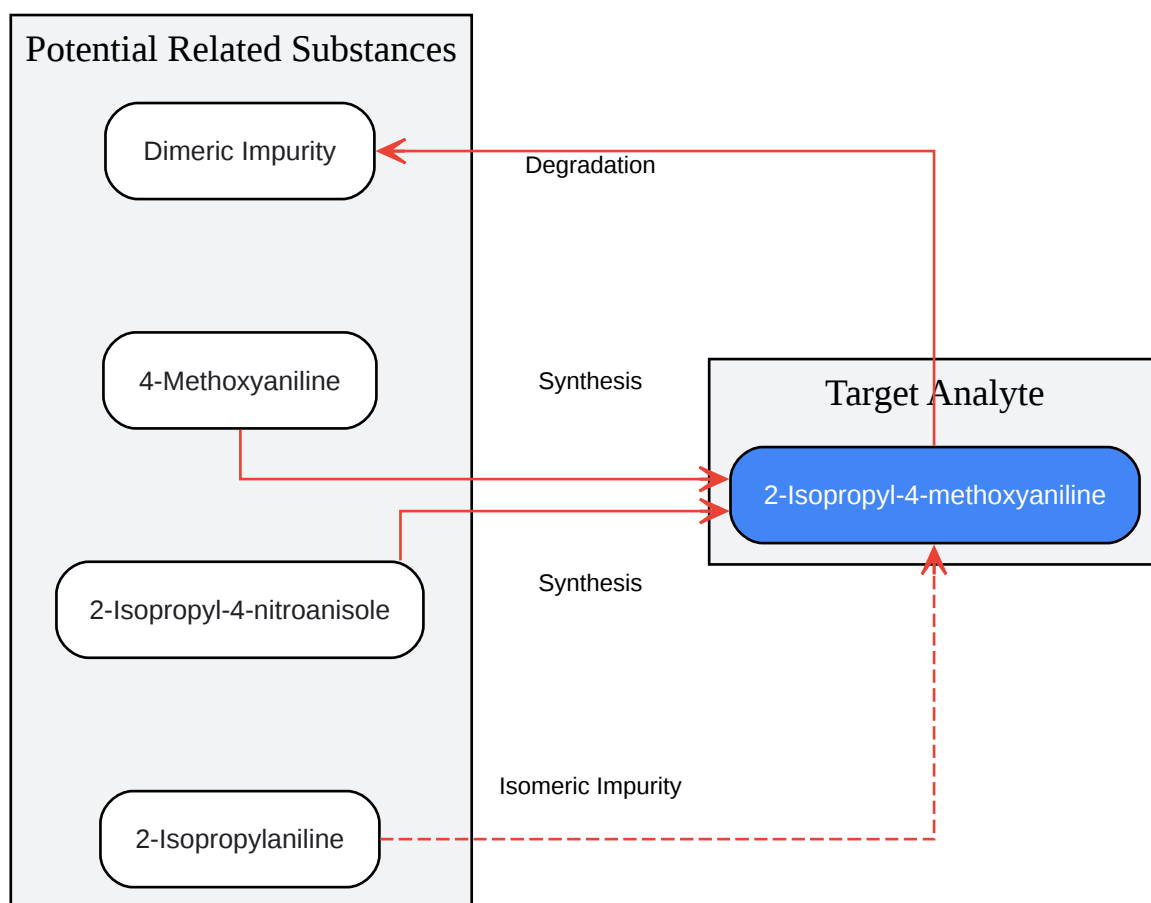 Potential Related Substances
Dimeric Impurity
Degradation
4-Methoxyaniline
Synthesis
Target Analyte
2-Isopropyl-4-methoxyaniline
2-Isopropyl-4-nitroanisole
Synthesis
Isomeric Impurity
2-Isopropylaniline